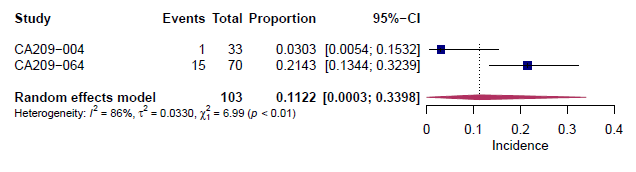 Study Events Total Proportion 95%−CI
CA209−004 1 33 0.0303 [0.0054; 0.1532]
CA209−064 15 70 0.2143 [0.1344; 0.3239]
Random effects model 103 0.1122 [0.0003; 0.3398]
Heterogeneity: I² = 86%, τ² = 0.0330, χ²₁ = 6.99 (p < 0.01)
0 0.1 0.2 0.3 0.4
Incidence